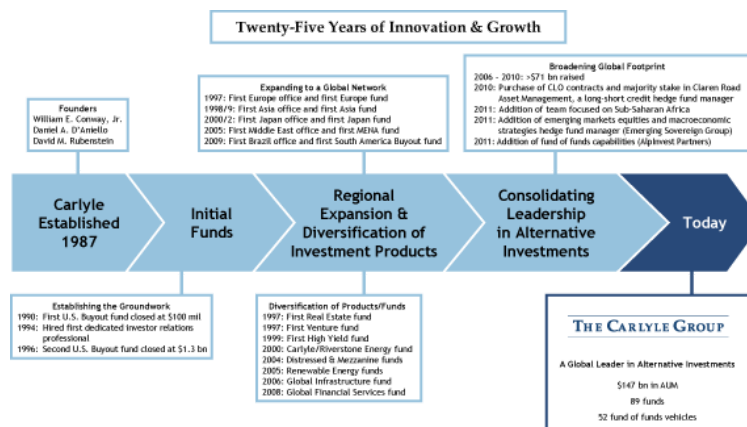 Twenty-Five Years of Innovation & Growth
Founders
William E. Conway, Jr.
Daniel A. D'Aniello
David M. Rubenstein
Expanding to a Global Network
1997: First Europe office and first Europe fund
1998/9: First Asia office and first Asia fund
2000/2: First Japan office and first Japan fund
2005: First Middle East office and first MENA fund
2009: First Brazil office and first South America Buyout fund
Broadening Global Footprint
2006 - 2010: >$71 bn raised
2010: Purchase of CLO contracts and majority stake in Claren Road
Asset Management, a long-short credit hedge fund manager
2011: Addition of team focused on Sub-Saharan Africa
2011: Addition of emerging markets equities and macroeconomic
strategies hedge fund manager (Emerging Sovereign Group)
2011: Addition of fund of funds capabilities (AlpInvest Partners)
Carlyle
Established
1987
Initial
Funds
Regional
Expansion &
Diversification of
Investment Products
Consolidating
Leadership
in Alternative
Investments
Today
Establishing the Groundwork
1990: First U.S. Buyout fund closed at $100 mil
1994: Hired first dedicated investor relations
professional
1996: Second U.S. Buyout fund closed at $1.3 bn
Diversification of Products/Funds
1997: First Real Estate fund
1997: First Venture fund
1999: First High Yield fund
2000: Carlyle/Riverstone Energy fund
2004: Distressed & Mezzanine funds
2005: Renewable Energy funds
2006: Global Infrastructure fund
2008: Global Financial Services fund
THE CARLYLE GROUP
A Global Leader in Alternative Investments
$147 bn in AUM
89 funds
52 fund of funds vehicles